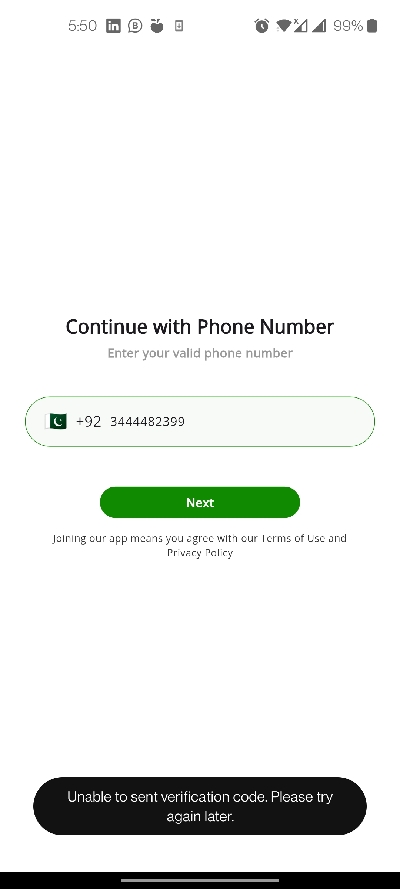 5:50
99%
Continue with Phone Number
Enter your valid phone number
+92 3444482399
Next
Joining our app means you agree with our Terms of Use and
Privacy Policy
Unable to sent verification code. Please try
again later.